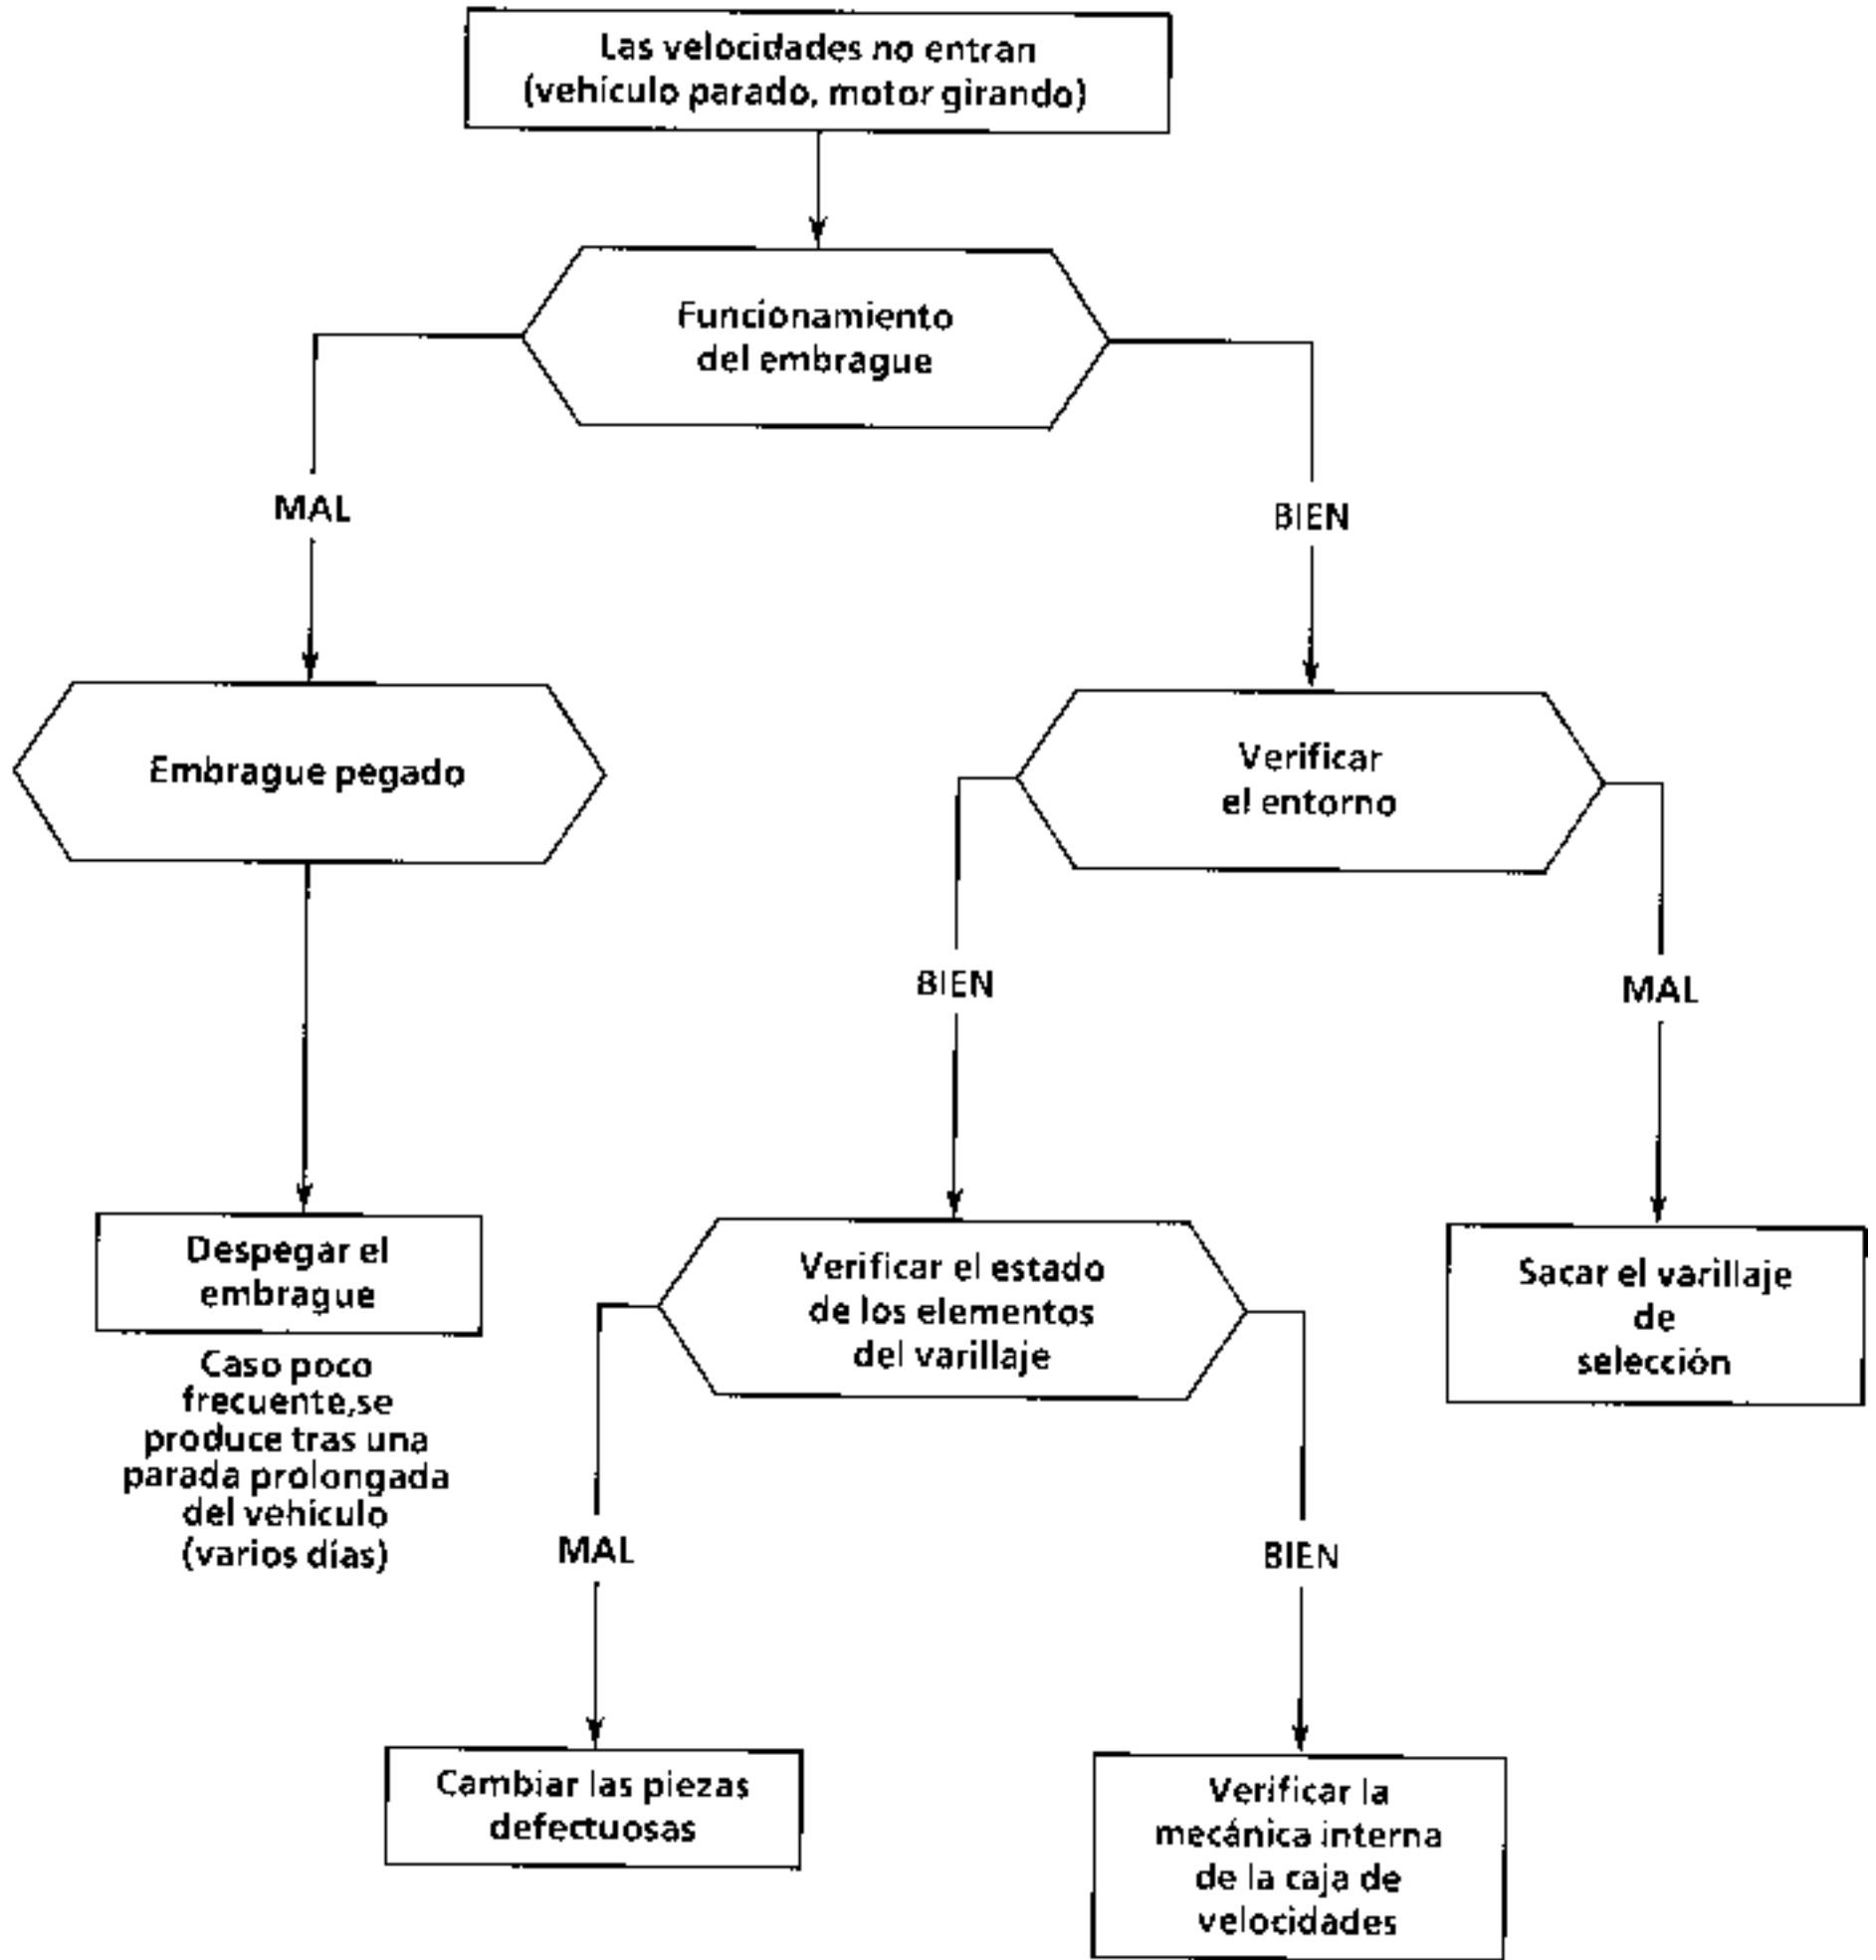 Las velocidades no entran
(vehículo parado, motor girando)
Funcionamiento
del embrague
MAL
BIEN
Embrague pegado
Verificar
el entorno
BIEN
MAL
Despegar el
embrague
Caso poco
frecuente,se
produce tras una
parada prolongada
del vehículo
(varios días)
Verificar el estado
de los elementos
del varillaje
Sacar el varillaje
de
selección
MAL
BIEN
Cambiar las piezas
defectuosas
Verificar la
mecánica interna
de la caja de
velocidades